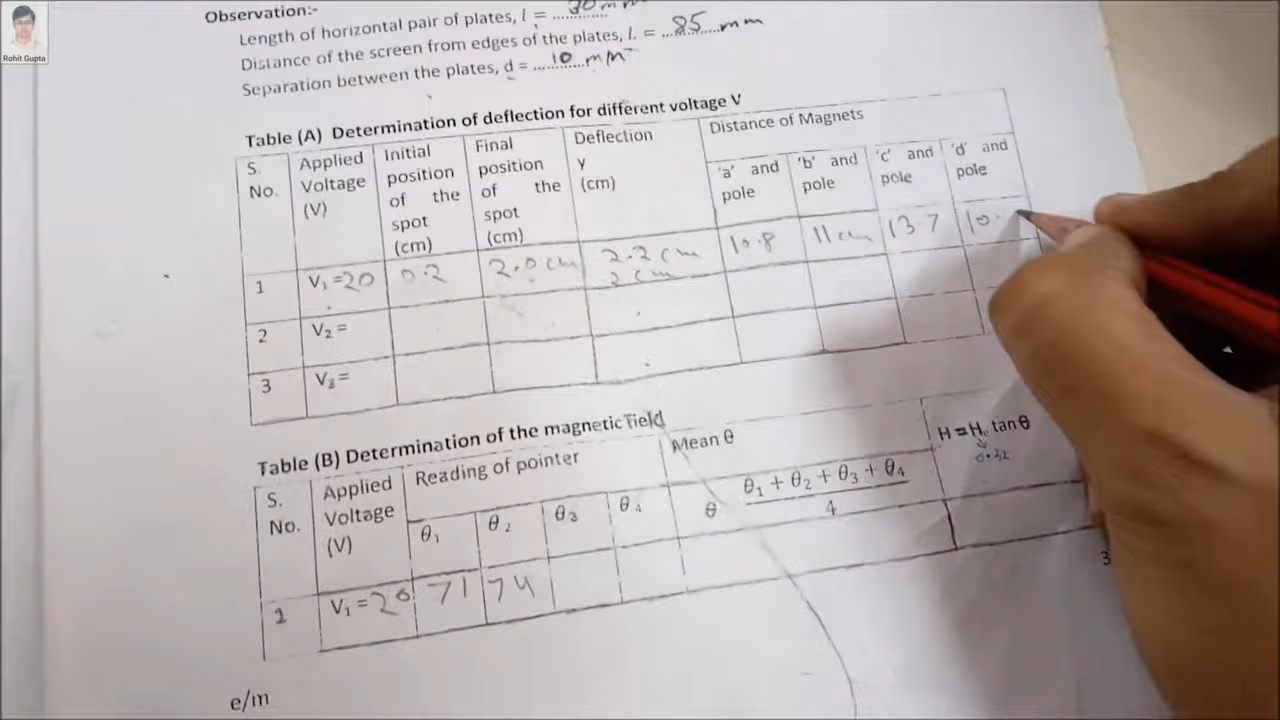 Rohit Gupta
Observation:-
Length of horizontal pair of plates, l = ............ 30 mm
Distance of the screen from edges of the plates, l. = ...85...mm
Separation between the plates, d = ....10....mm
Table (A) Determination of deflection for different voltage V
S. No. Applied Voltage (V) Initial position of the spot (cm) Final position of the spot (cm) Deflection y (cm) Distance of Magnets
'a' and pole 'b' and pole 'c' and pole 'd' and pole
1 V₁ =20 0.2 2.0 cm 2.2 cm 2 cm 10.8 11 cm 13.7 10.
2 V₂ =
3 V₃ =
Table (B) Determination of the magnetic field
S. No. Applied Voltage (V) Reading of pointer Mean θ H = Hₑ tan θ
0.32
θ₁ θ₂ θ₃ θ₄ θ θ₁ + θ₂ + θ₃ + θ₄
4
1 V₁ = 20 71 74
3
e/m